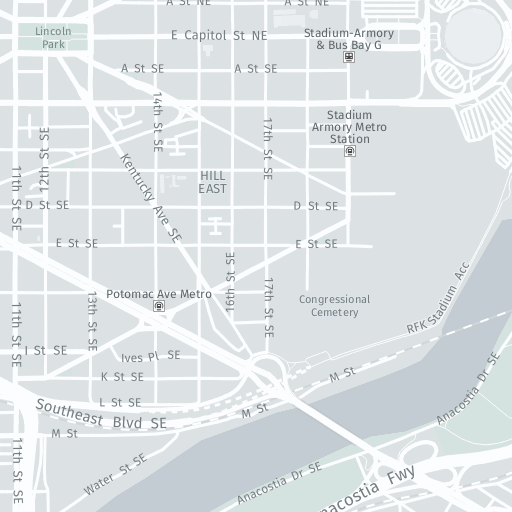 A St NE
A St NE
Lincoln
Park
E Capitol St NE
Stadium-Armory
& Bus Bay G
A St SE
A St SE
14th St SE
17th St SE
Stadium
Armory Metro
Station
12th St SE
Kentucky Ave SE
HILL
EAST
11th St SE
D St SE
D St SE
E St SE
E St SE
16th St SE
17th St SE
Potomac Ave Metro
Congressional
Cemetery
RFK Stadium Acc
11th St SE
13th St SE
I St SE
Ives Pl SE
K St SE
M St
L St SE
Southeast Blvd SE
M St
M St
Anacostia Dr SE
11th St SE
Water St SE
Anacostia Dr SE
nacostia Fwy